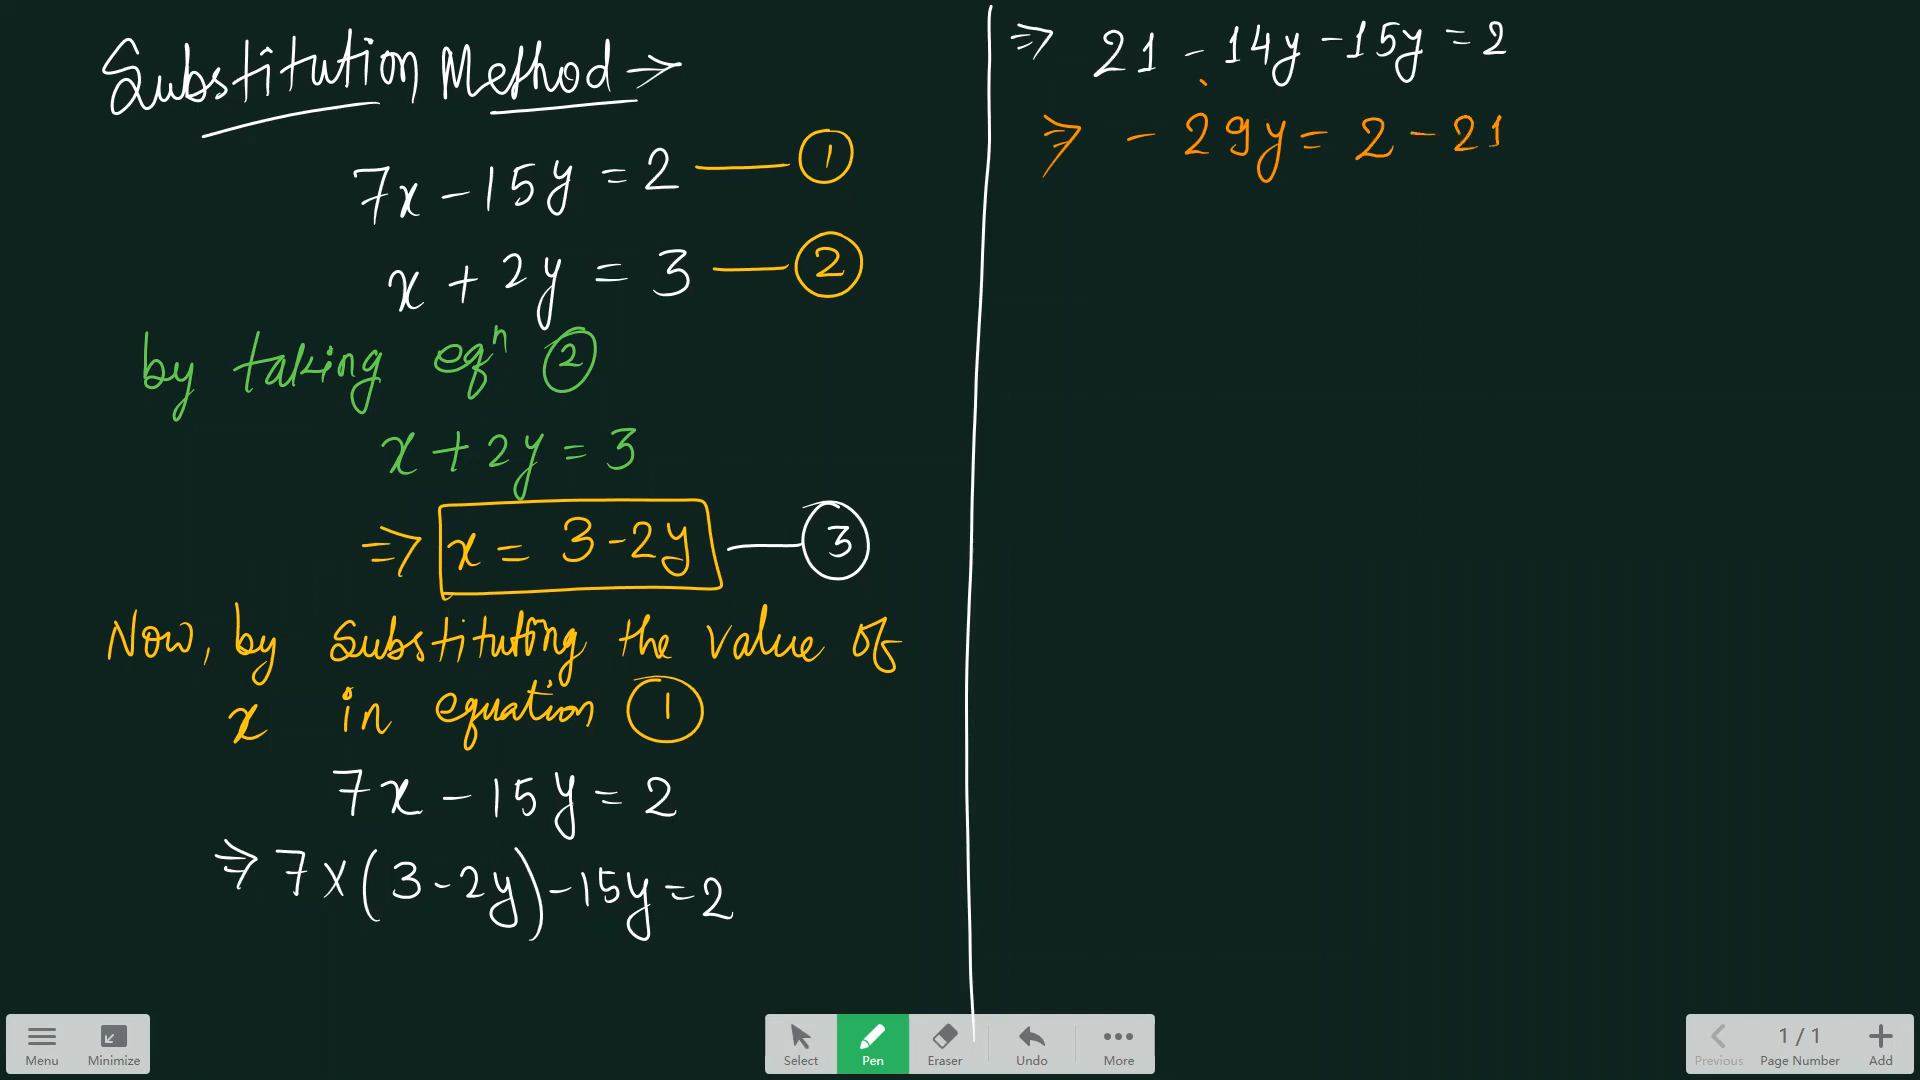 Substitution Method →
7x - 15y = 2 —— ①
x + 2y = 3 —— ②
by taking eqⁿ ②
x + 2y = 3
⇒ x = 3 - 2y —— ③
Now, by Substituting the value of
x in equation ①
7x - 15y = 2
⇒ 7 × (3 - 2y) - 15y = 2
⇒ 21 - 14y - 15y = 2
⇒ - 29y = 2 - 21
Menu
Minimize
Select
Pen
Eraser
Undo
More
Previous
1 / 1
Page Number
Add